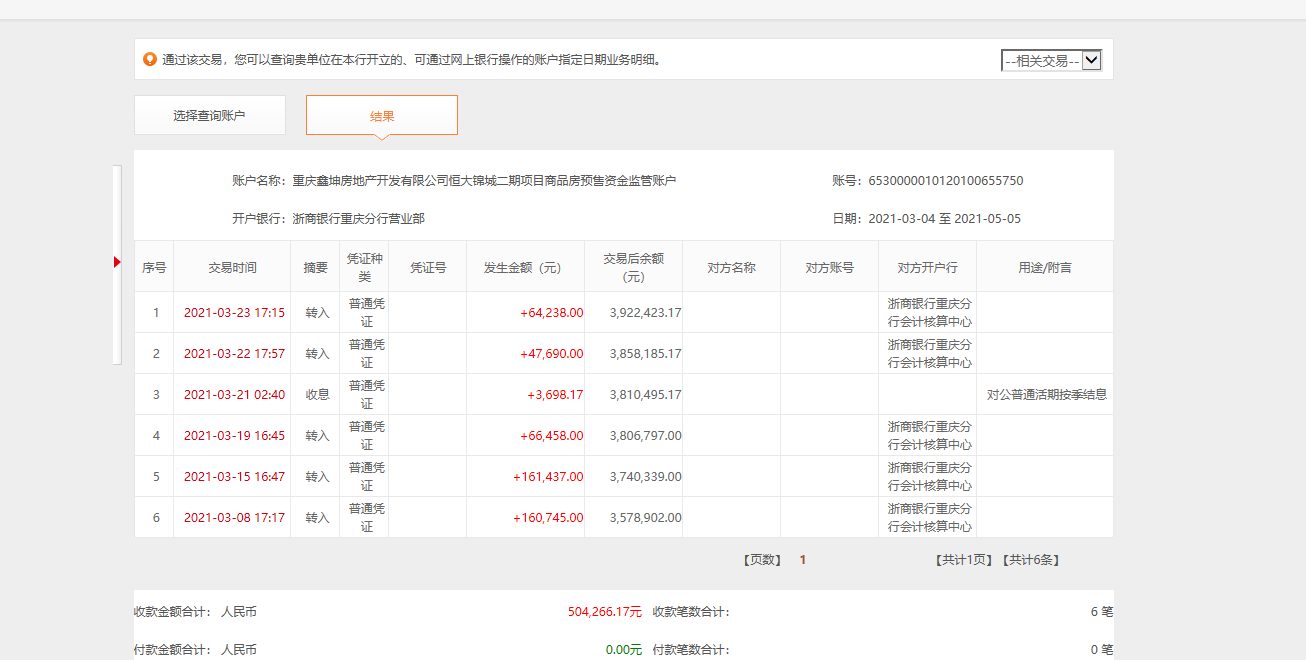 通过该交易，您可以查询贵单位在本行开立的、可通过网上银行操作的账户指定日期业务明细。
--相关交易--
选择查询账户
结果
账户名称：重庆鑫坤房地产开发有限公司恒大锦城二期项目商品房预售资金监管账户
账号：6530000010120100655750
开户银行：浙商银行重庆分行营业部
日期：2021-03-04 至 2021-05-05
序号 交易时间 摘要 凭证种类 凭证号 发生金额（元） 交易后余额（元） 对方名称 对方账号 对方开户行 用途/附言
1 2021-03-23 17:15 转入 普通凭证 +64,238.00 3,922,423.17 浙商银行重庆分行会计核算中心
2 2021-03-22 17:57 转入 普通凭证 +47,690.00 3,858,185.17 浙商银行重庆分行会计核算中心
3 2021-03-21 02:40 收息 普通凭证 +3,698.17 3,810,495.17 对公普通活期按季结息
4 2021-03-19 16:45 转入 普通凭证 +66,458.00 3,806,797.00 浙商银行重庆分行会计核算中心
5 2021-03-15 16:47 转入 普通凭证 +161,437.00 3,740,339.00 浙商银行重庆分行会计核算中心
6 2021-03-08 17:17 转入 普通凭证 +160,745.00 3,578,902.00 浙商银行重庆分行会计核算中心
【页数】 1 【共计1页】【共计6条】
收款金额合计： 人民币 504,266.17元 收款笔数合计： 6 笔
付款金额合计： 人民币 0.00元 付款笔数合计： 0 笔